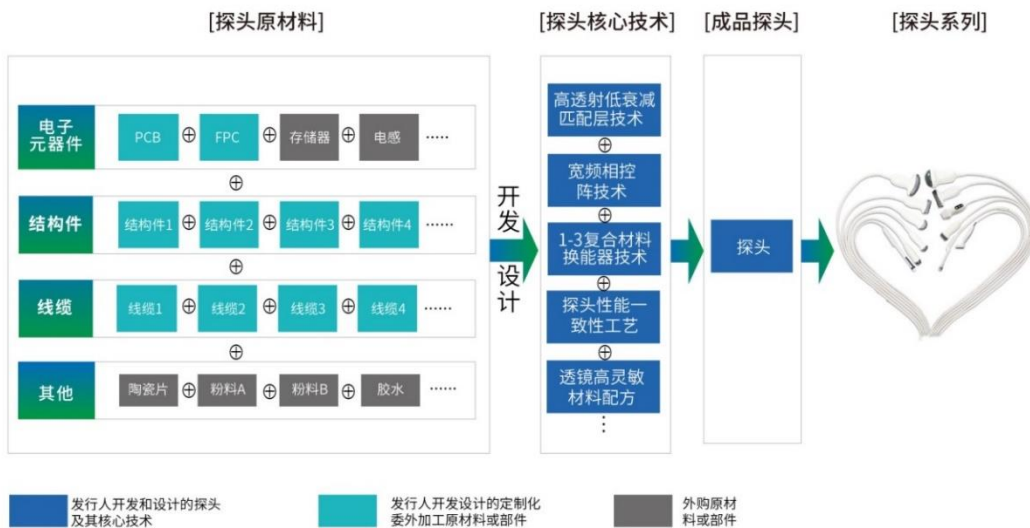 [探头原材料]
[探头核心技术]
[成品探头]
[探头系列]
电子
元器件
PCB ⊕ FPC ⊕ 存储器 ⊕ 电感 ……
⊕
结构件
结构件1 ⊕ 结构件2 ⊕ 结构件3 ⊕ 结构件4 ……
⊕
线缆
线缆1 ⊕ 线缆2 ⊕ 线缆3 ⊕ 线缆4 ……
⊕
其他
陶瓷片 ⊕ 粉料A ⊕ 粉料B ⊕ 胶水 ……
开发
设计
高透射低衰减
匹配层技术
⊕
宽频相控
阵技术
⊕
1-3复合材料
换能器技术
⊕
探头性能一
致性工艺
⊕
透镜高灵敏
材料配方
⋮
探头
发行人开发和设计的探头
及其核心技术
发行人开发设计的定制化
委外加工原材料或部件
外购原材
料或部件